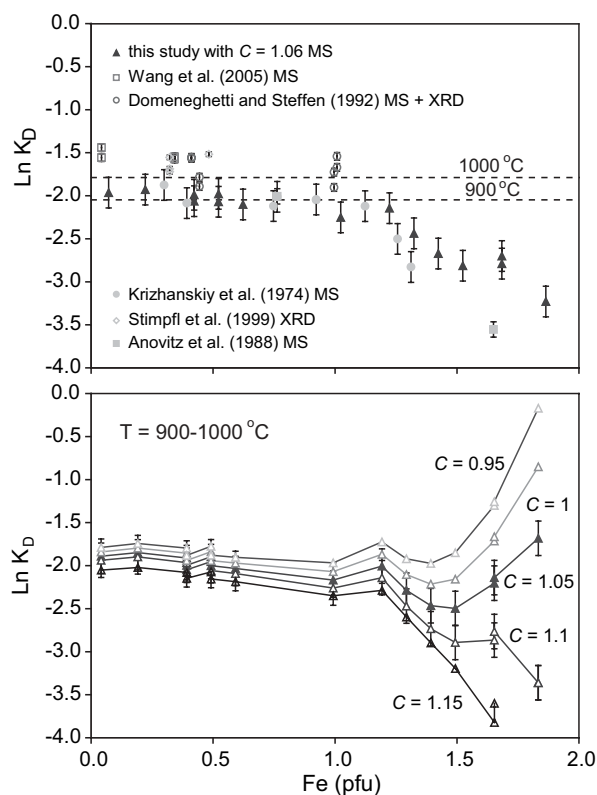 0.0
-0.5
-1.0
-1.5
-2.0
-2.5
-3.0
-3.5
-4.0
Ln K_D
this study with C = 1.06 MS
Wang et al. (2005) MS
Domeneghetti and Steffen (1992) MS + XRD
1000 °C
900 °C
Krizhanskiy et al. (1974) MS
Stimpfl et al. (1999) XRD
Anovitz et al. (1988) MS
0.0
-0.5
-1.0
-1.5
-2.0
-2.5
-3.0
-3.5
-4.0
Ln K_D
T = 900-1000 °C
C = 0.95
C = 1
C = 1.05
C = 1.1
C = 1.15
0.0 0.5 1.0 1.5 2.0
Fe (pfu)